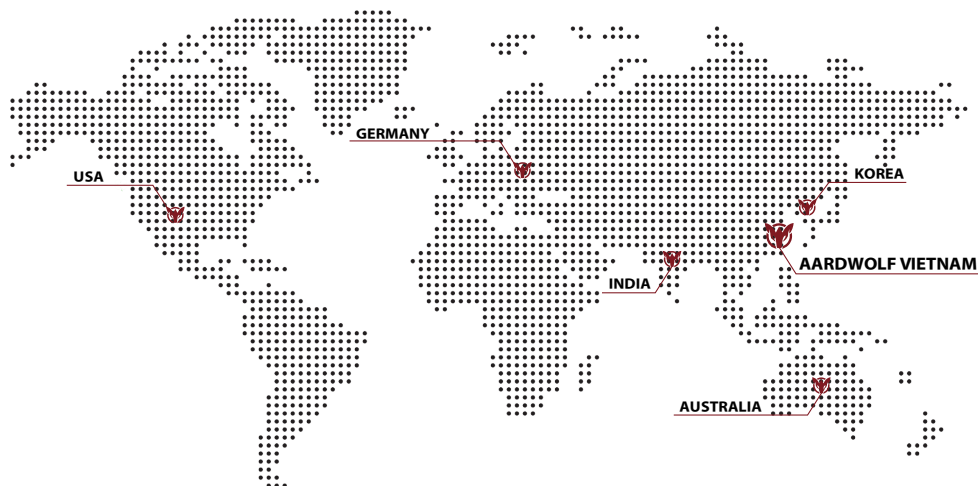 GERMANY
USA
KOREA
AARDWOLF VIETNAM
INDIA
AUSTRALIA